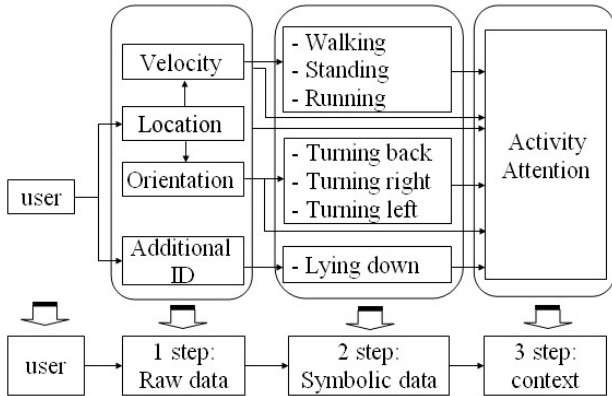 Velocity
Location
Orientation
Additional
ID
user
- Walking
- Standing
- Running
- Turning back
- Turning right
- Turning left
- Lying down
Activity
Attention
user
1 step:
Raw data
2 step:
Symbolic data
3 step:
context